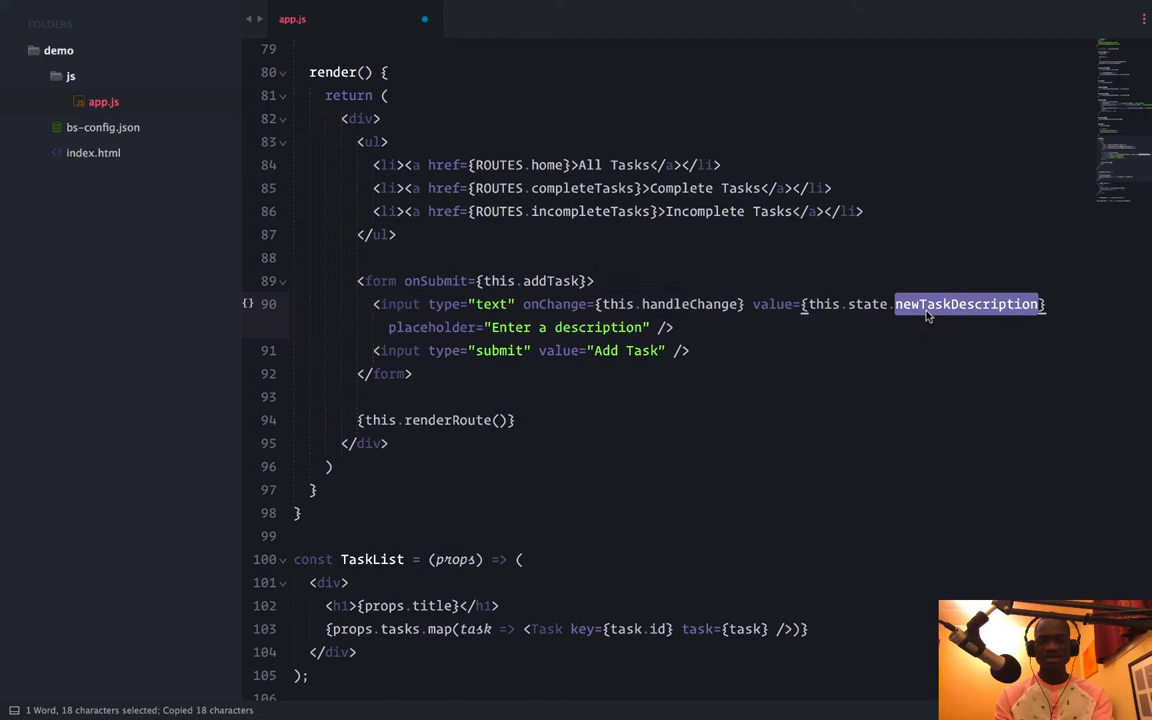 FOLDERS
demo
js
app.js
bs-config.json
index.html
app.js
79
80 render() {
81 return (
82 <div>
83 <ul>
84 <li><a href={ROUTES.home}>All Tasks</a></li>
85 <li><a href={ROUTES.completeTasks}>Complete Tasks</a></li>
86 <li><a href={ROUTES.incompleteTasks}>Incomplete Tasks</a></li>
87 </ul>
88
89 <form onSubmit={this.addTask}>
{} 90 <input type="text" onChange={this.handleChange} value={this.state.newTaskDescription}
placeholder="Enter a description" />
91 <input type="submit" value="Add Task" />
92 </form>
93
94 {this.renderRoute()}
95 </div>
96 )
97 }
98 }
99
100 const TaskList = (props) => (
101 <div>
102 <h1>{props.title}</h1>
103 {props.tasks.map(task => <Task key={task.id} task={task} />)}
104 </div>
105 );
106
1 Word, 18 characters selected; Copied 18 characters